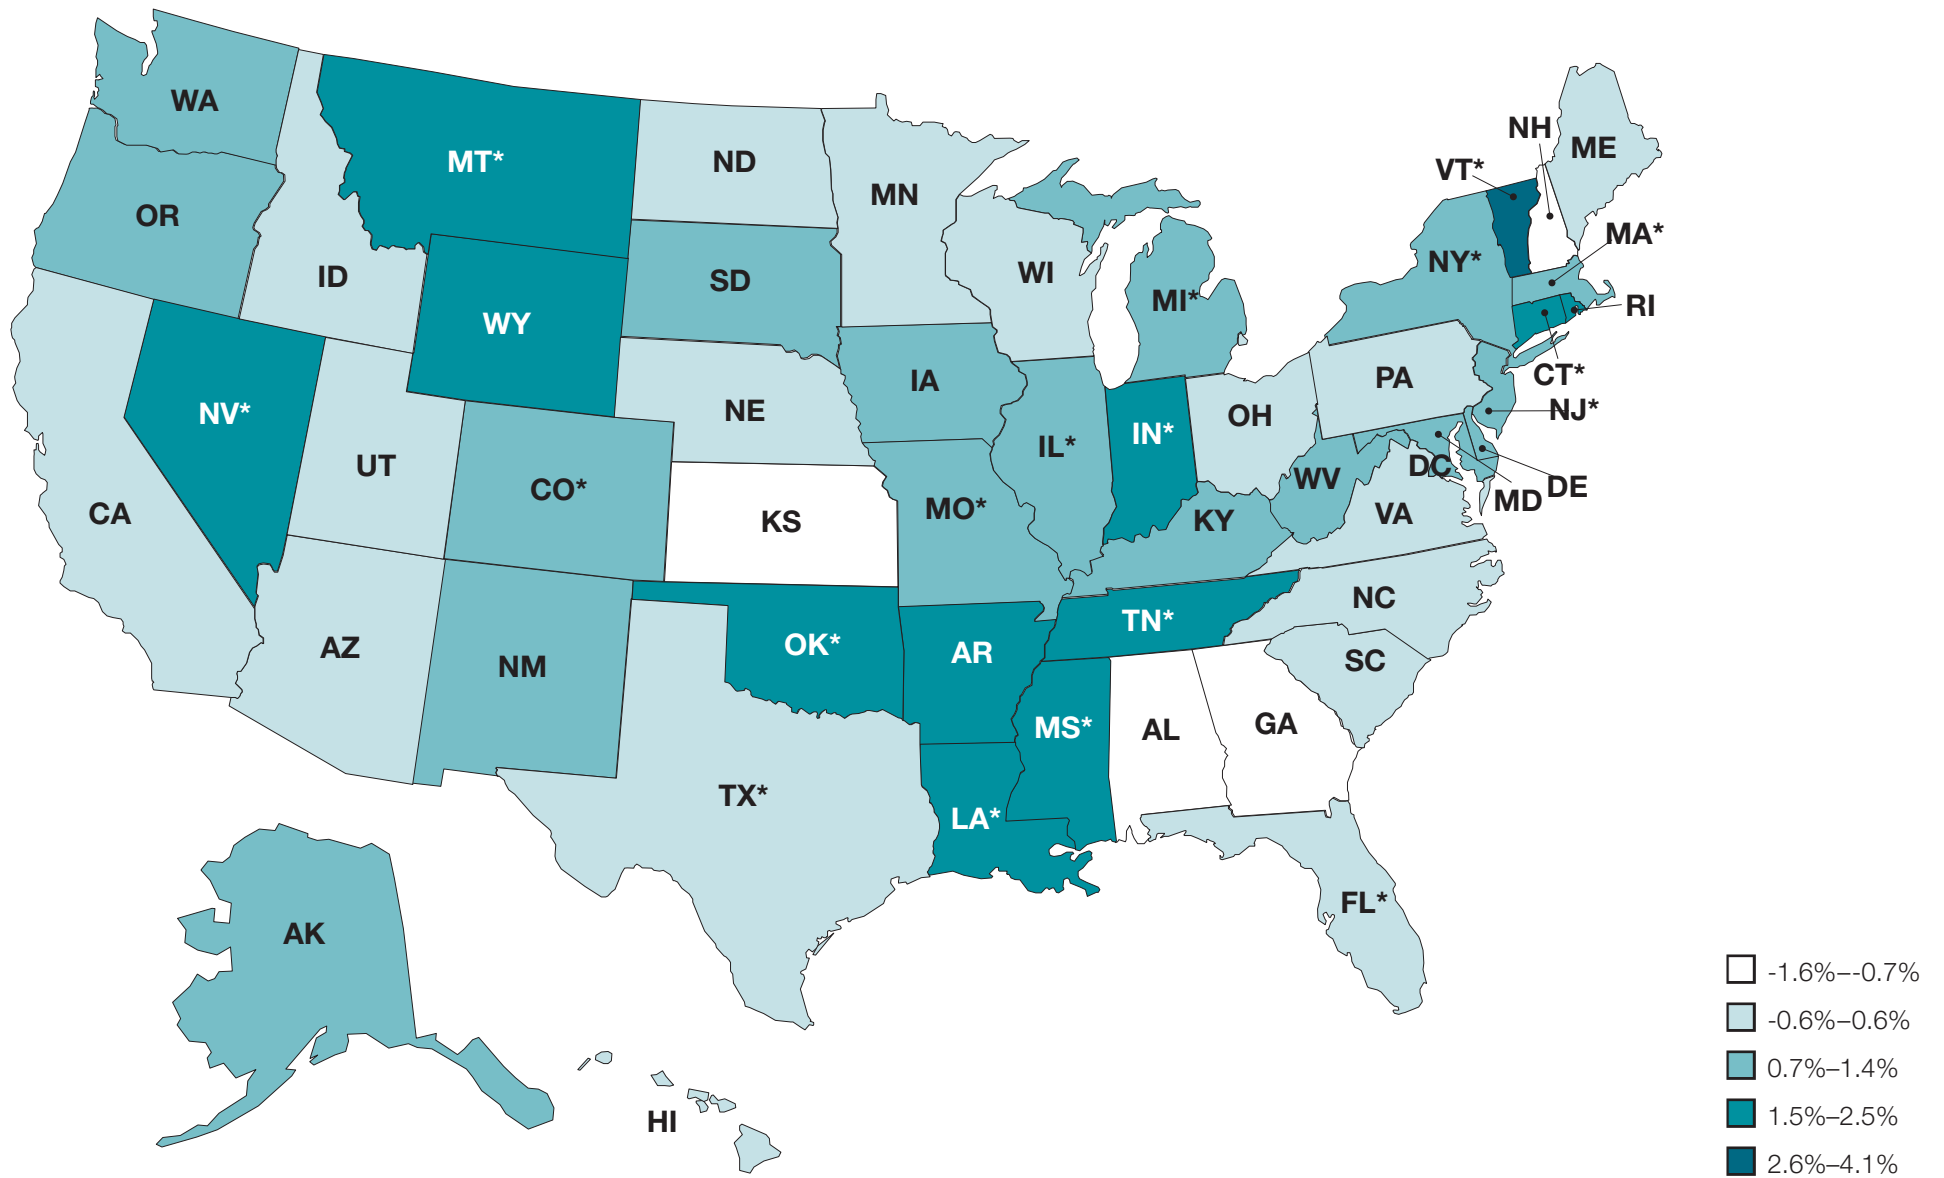 WA
MT*
ND
MN
NH
ME
VT*
OR
ID
SD
WI
MI*
NY*
MA*
RI
WY
NV*
NE
IA
PA
CT*
NJ*
OH
UT
CO*
IL*
IN*
WV
DC
DE
MD
CA
KS
MO*
KY
VA
AZ
NM
OK*
AR
TN*
NC
SC
TX*
MS*
AL
GA
LA*
FL*
AK
HI
-1.6%–-0.7%
-0.6%–0.6%
0.7%–1.4%
1.5%–2.5%
2.6%–4.1%